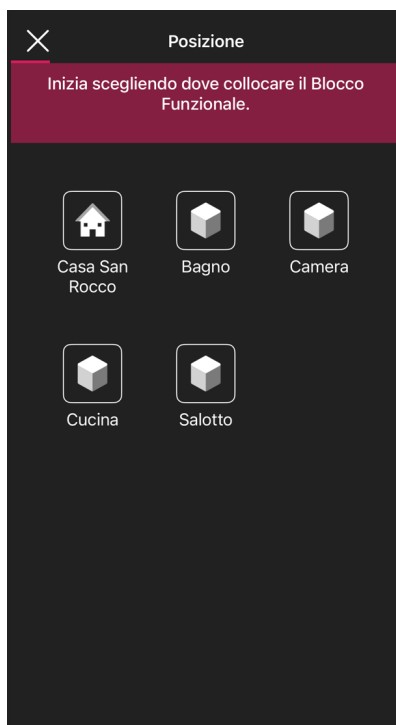 Posizione
Inizia scegliendo dove collocare il Blocco
Funzionale.
Casa San
Rocco
Bagno
Camera
Cucina
Salotto